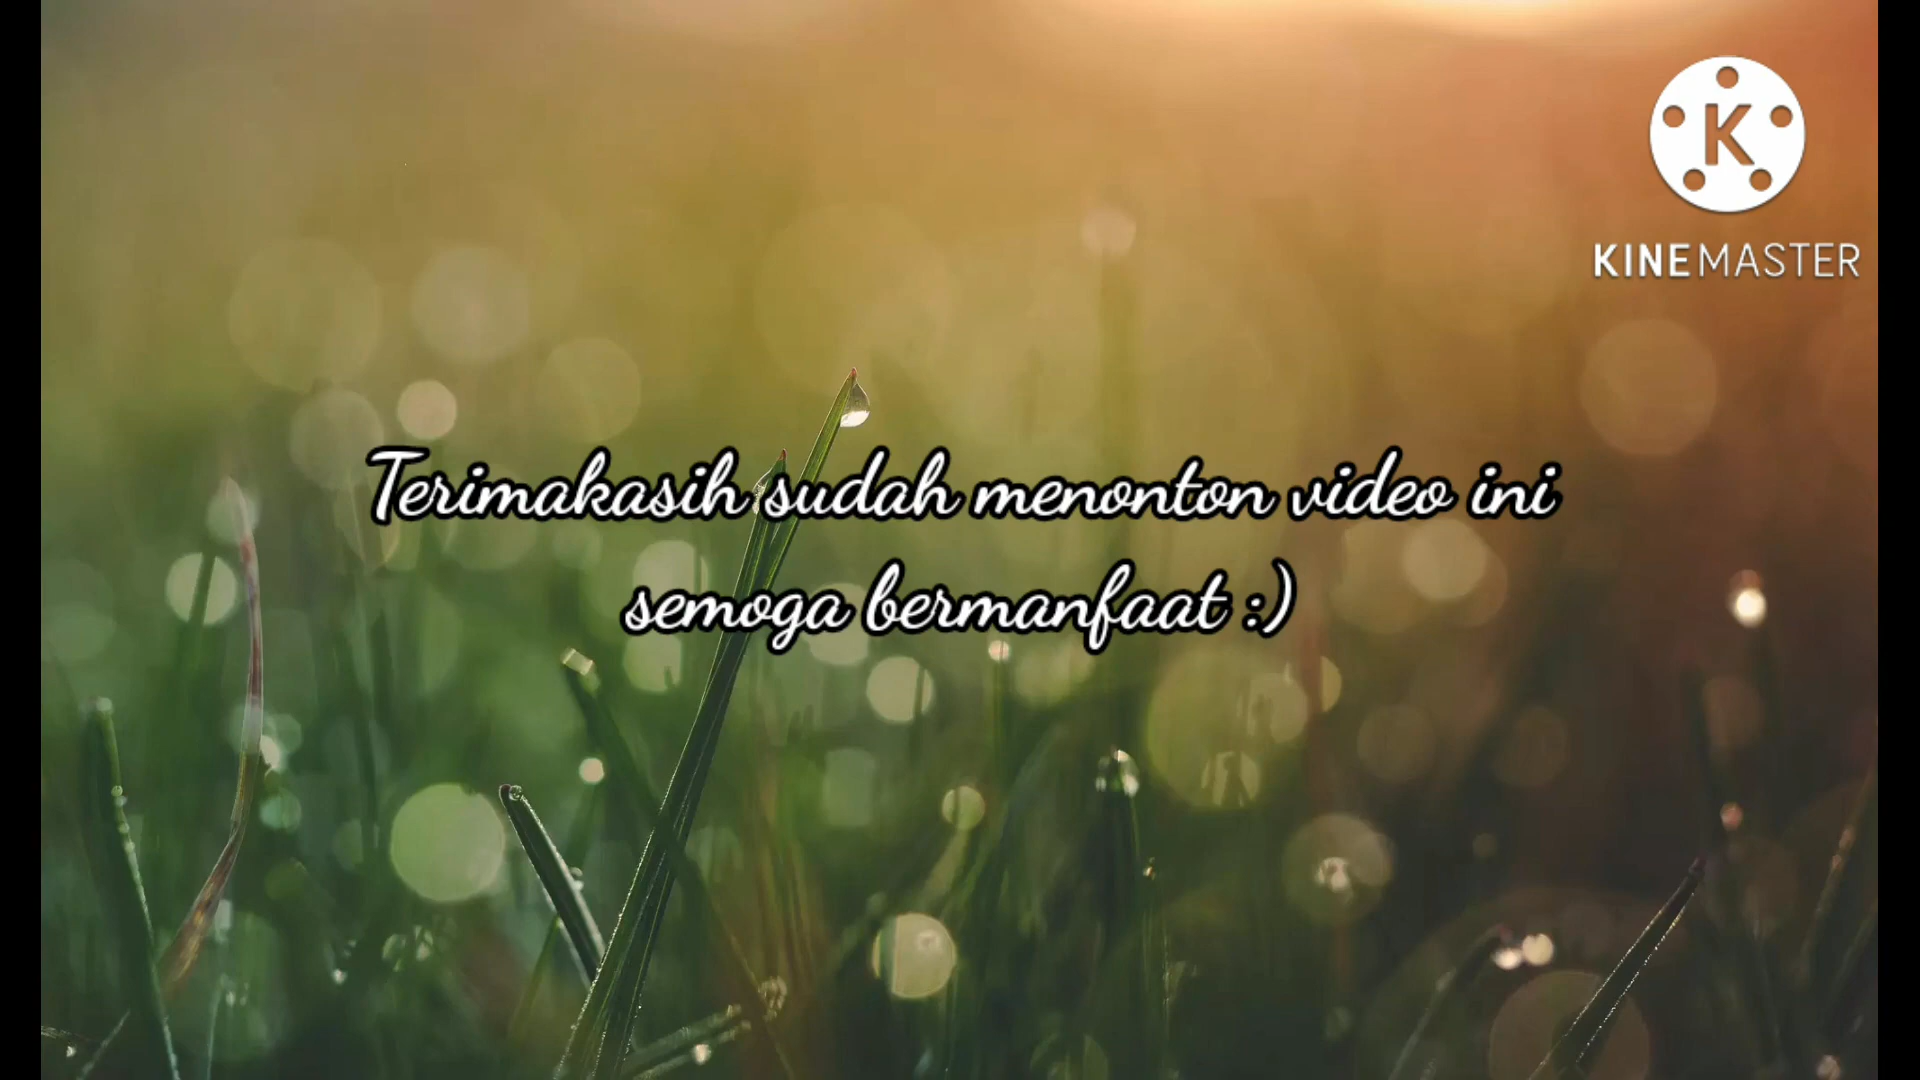 K
KINEMASTER
Terimakasih sudah menonton video ini
semoga bermanfaat :)